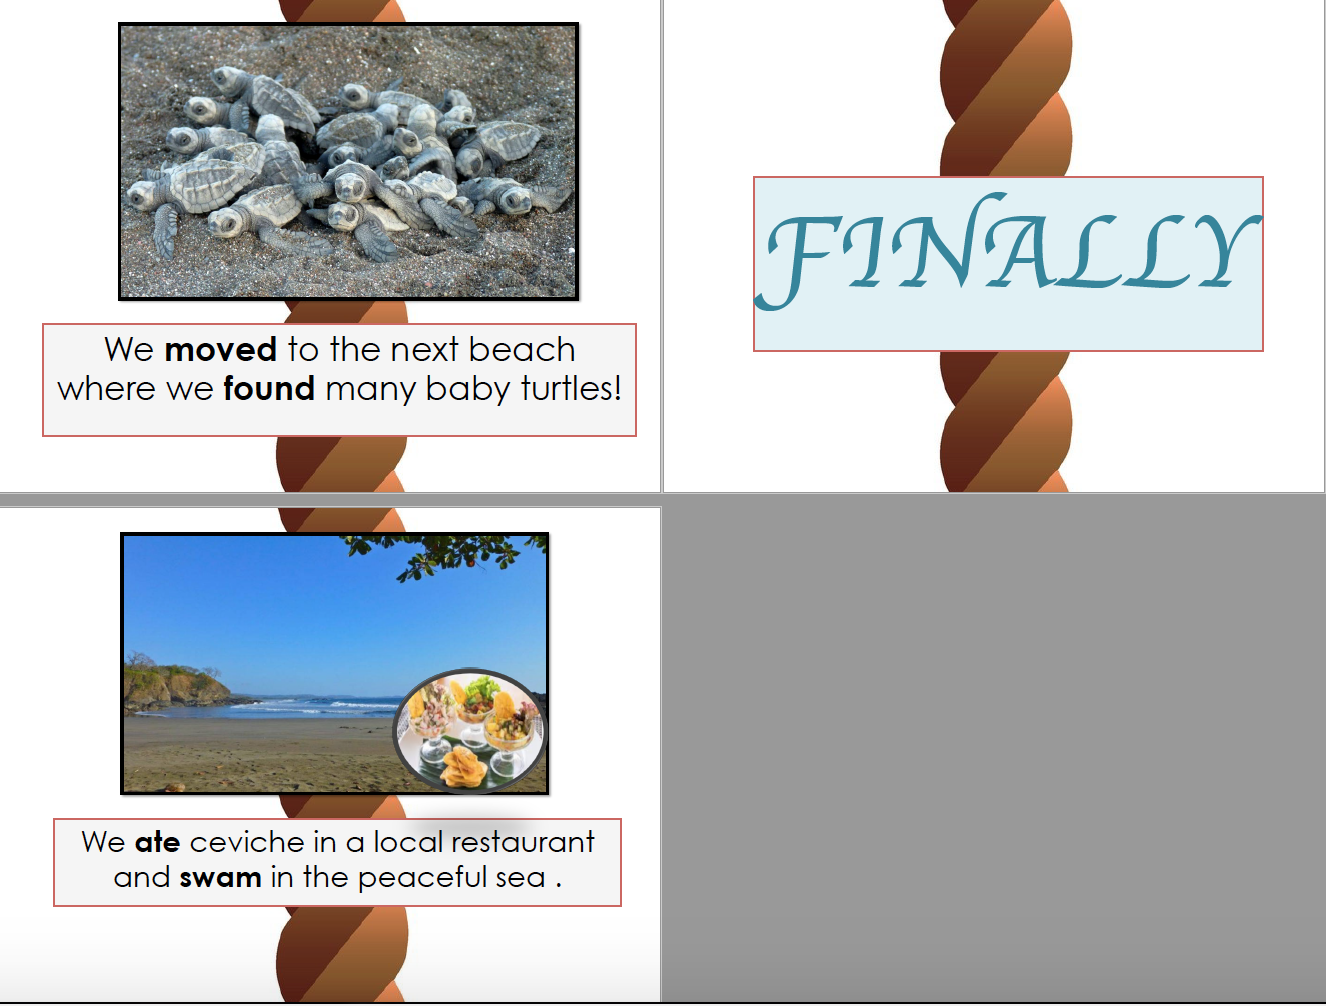 We moved to the next beach
where we found many baby turtles!
FINALLY
We ate ceviche in a local restaurant
and swam in the peaceful sea .